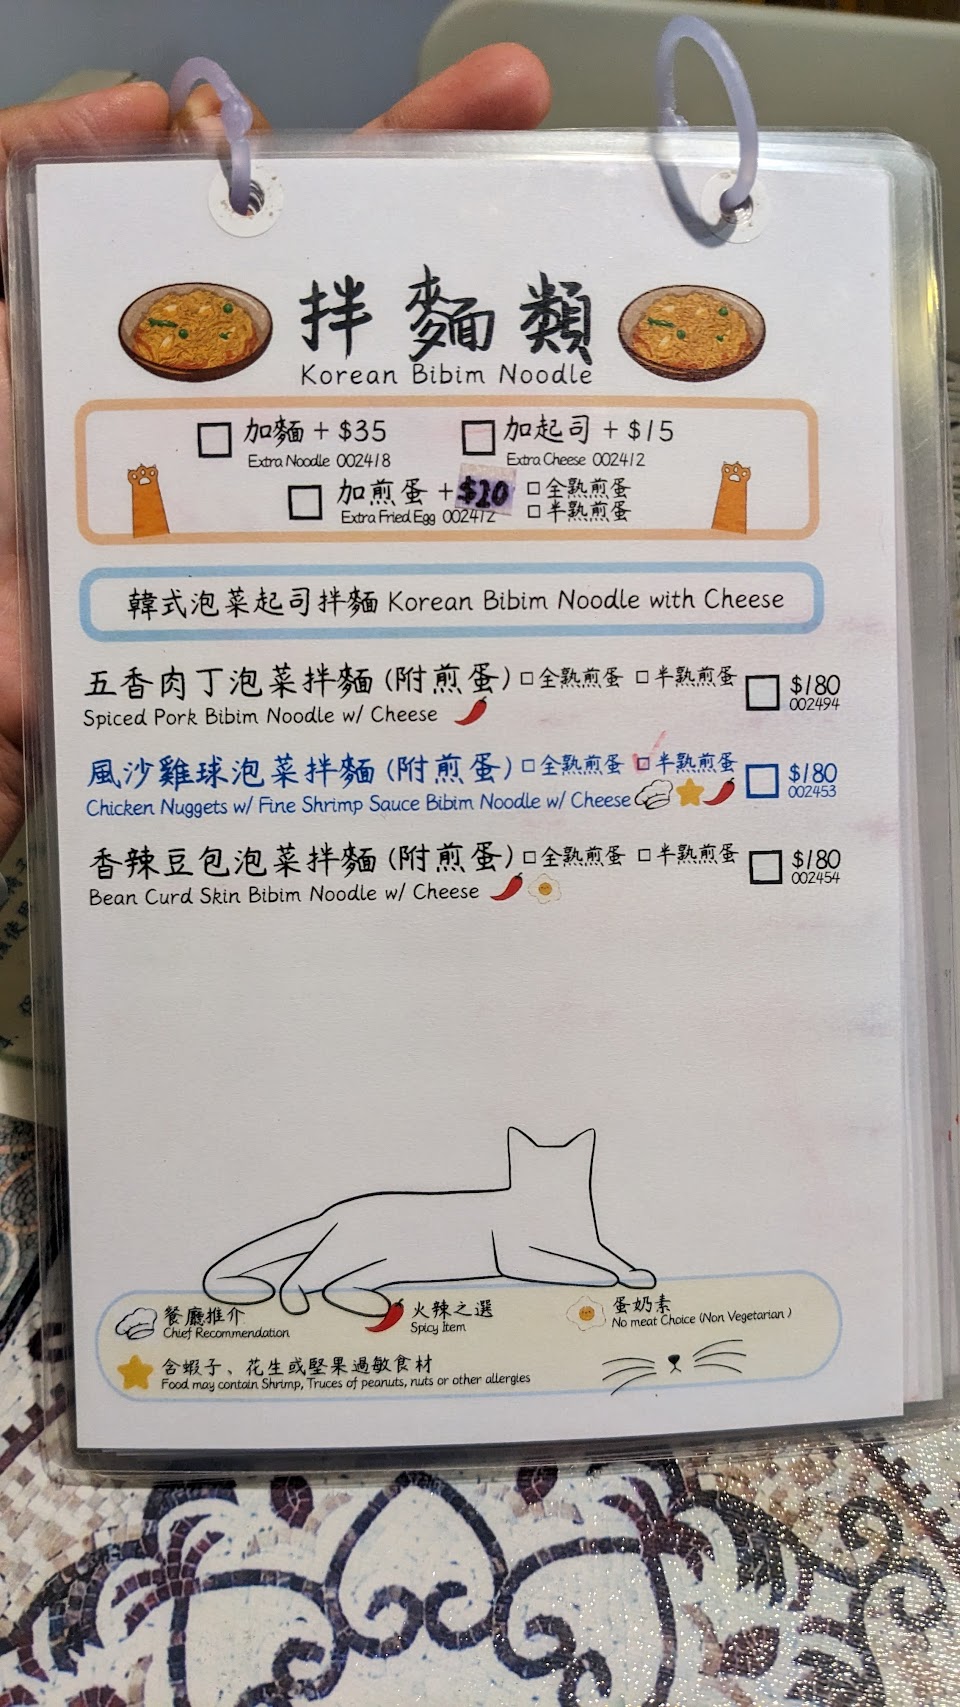 拌麵類
Korean Bibim Noodle
□ 加麵 + $35 □ 加起司 + $15
Extra Noodle 002418 Extra Cheese 002412
□ 加煎蛋 + $20 □全熟煎蛋
Extra Fried Egg 002472 □半熟煎蛋
韓式泡菜起司拌麵 Korean Bibim Noodle with Cheese
五香肉丁泡菜拌麵 (附煎蛋) □全熟煎蛋 □半熟煎蛋 □ $180
Spiced Pork Bibim Noodle w/ Cheese 002494
風沙雞球泡菜拌麵 (附煎蛋) □全熟煎蛋 □半熟煎蛋 □ $180
Chicken Nuggets w/ Fine Shrimp Sauce Bibim Noodle w/ Cheese 002453
香辣豆包泡菜拌麵 (附煎蛋) □全熟煎蛋 □半熟煎蛋 □ $180
Bean Curd Skin Bibim Noodle w/ Cheese 002454
餐廳推介 火辣之選 蛋奶素
Chief Recommendation Spicy Item No meat Choice (Non Vegetarian )
含蝦子、花生或堅果過敏食材
Food may contain Shrimp, Truces of peanuts, nuts or other allergies